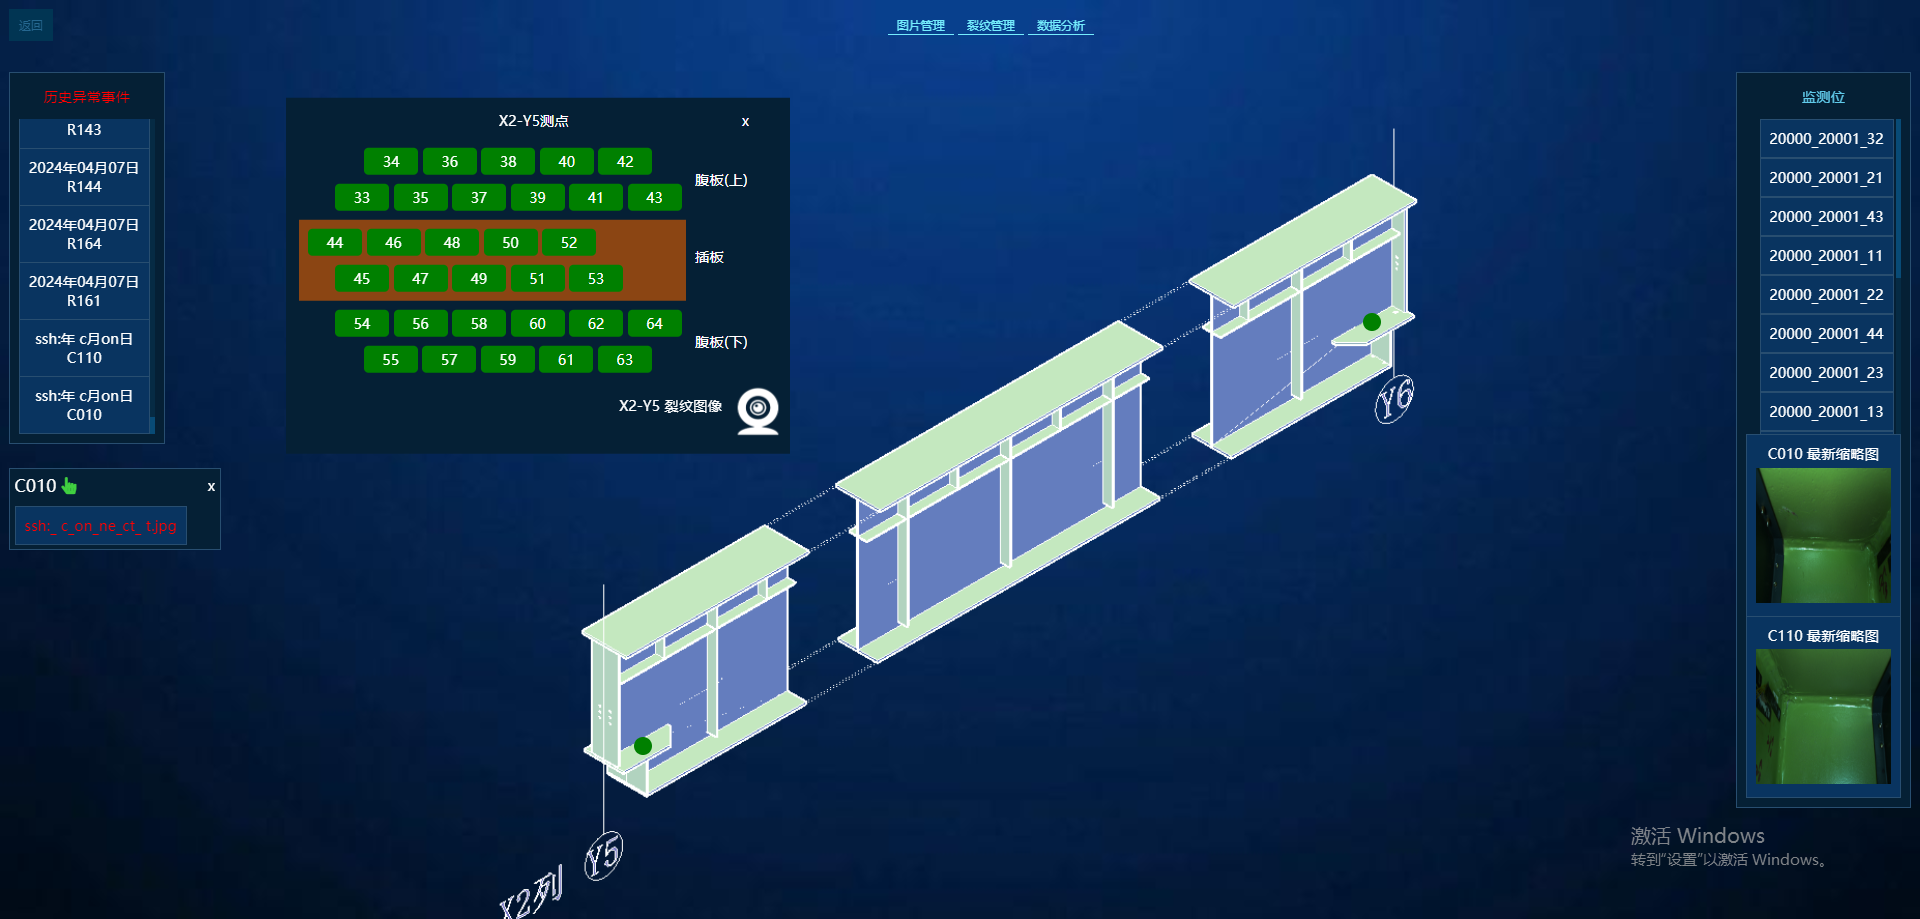 返回
图片管理 裂纹管理 数据分析
历史异常事件
R143
2024年04月07日
R144
2024年04月07日
R164
2024年04月07日
R161
ssh:年 c月on日
C110
ssh:年 c月on日
C010
C010 x
ssh:_ c_on_ne_ct_ t.jpg
X2-Y5测点 x
34 36 38 40 42
腹板(上)
33 35 37 39 41 43
44 46 48 50 52
插板
45 47 49 51 53
54 56 58 60 62 64
腹板(下)
55 57 59 61 63
X2-Y5 裂纹图像
Y6
Y5
X2列
监测位
20000_20001_32
20000_20001_21
20000_20001_43
20000_20001_11
20000_20001_22
20000_20001_44
20000_20001_23
20000_20001_13
C010 最新缩略图
C110 最新缩略图
激活 Windows
转到“设置”以激活 Windows。